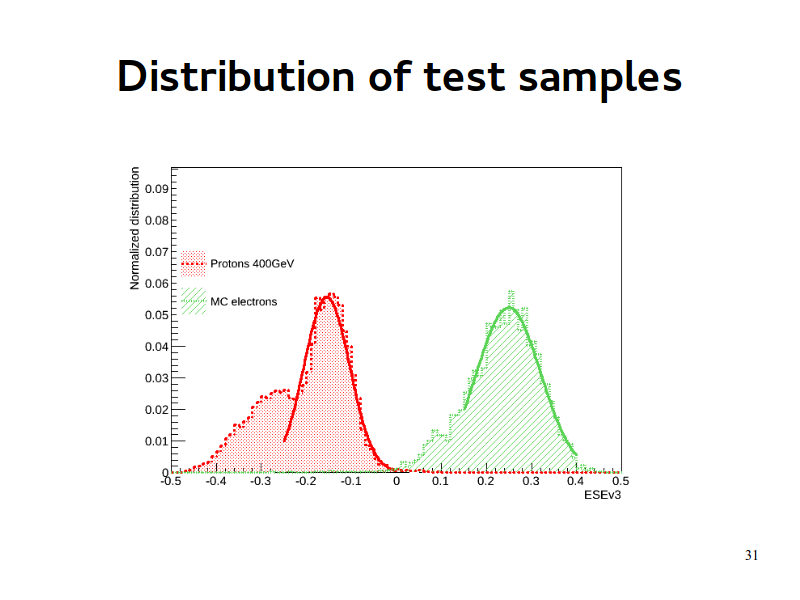 Distribution of test samples
Normalized distribution
0.09
0.08
0.07
0.06
0.05
0.04
0.03
0.02
0.01
0
Protons 400GeV
MC electrons
-0.5 -0.4 -0.3 -0.2 -0.1 0 0.1 0.2 0.3 0.4 0.5
ESEv3
31